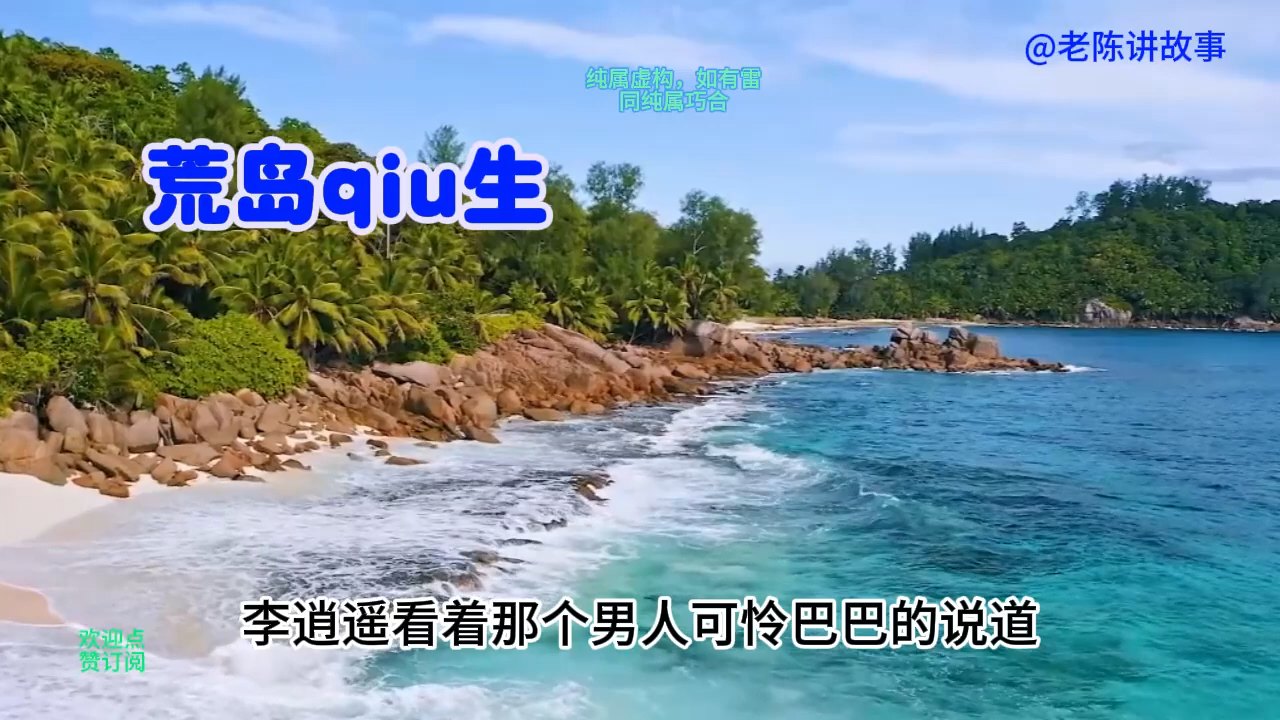 @老陈讲故事
纯属虚构，如有雷
同纯属巧合
荒岛qiu生
李逍遥看着那个男人可怜巴巴的说道
欢迎点
赞订阅